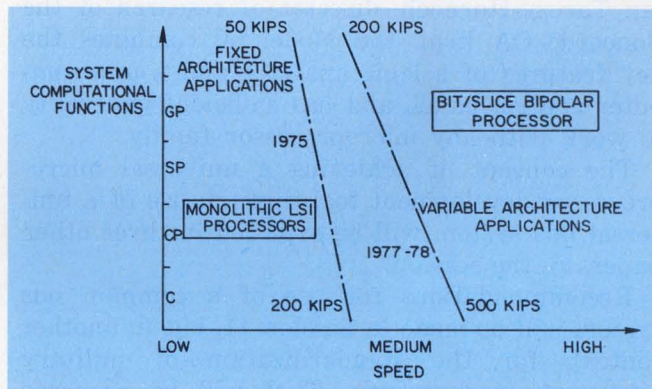 50 KIPS
200 KIPS
FIXED
ARCHITECTURE
APPLICATIONS
SYSTEM
COMPUTATIONAL
FUNCTIONS
BIT/SLICE BIPOLAR
PROCESSOR
GP
1975
SP
MONOLITHIC LSI
PROCESSORS
VARIABLE ARCHITECTURE
APPLICATIONS
CP
1977-78
C
200 KIPS
500 KIPS
LOW
MEDIUM
HIGH
SPEED